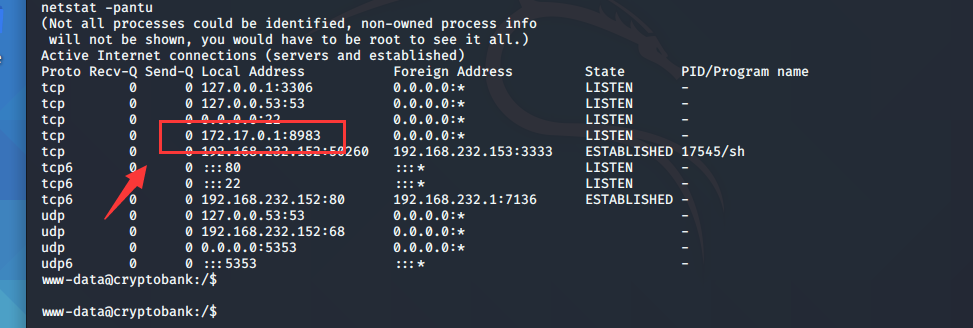 netstat -pantu
(Not all processes could be identified, non-owned process info
 will not be shown, you would have to be root to see it all.)
Active Internet connections (servers and established)
Proto Recv-Q Send-Q Local Address           Foreign Address         State       PID/Program name
tcp        0      0 127.0.0.1:3306          0.0.0.0:*               LISTEN      -
tcp        0      0 127.0.0.53:53           0.0.0.0:*               LISTEN      -
tcp        0      0 0.0.0.0:22              0.0.0.0:*               LISTEN      -
tcp        0      0 172.17.0.1:8983         0.0.0.0:*               LISTEN      -
tcp        0      0 192.168.232.152:50260   192.168.232.153:3333    ESTABLISHED 17545/sh
tcp6       0      0 :::80                   :::*                    LISTEN      -
tcp6       0      0 :::22                   :::*                    LISTEN      -
tcp6       0      0 192.168.232.152:80      192.168.232.1:7136      ESTABLISHED -
udp        0      0 127.0.0.53:53           0.0.0.0:*                           -
udp        0      0 192.168.232.152:68      0.0.0.0:*                           -
udp        0      0 0.0.0.0:5353            0.0.0.0:*                           -
udp6       0      0 :::5353                 :::*                                -
www-data@cryptobank:/$
www-data@cryptobank:/$